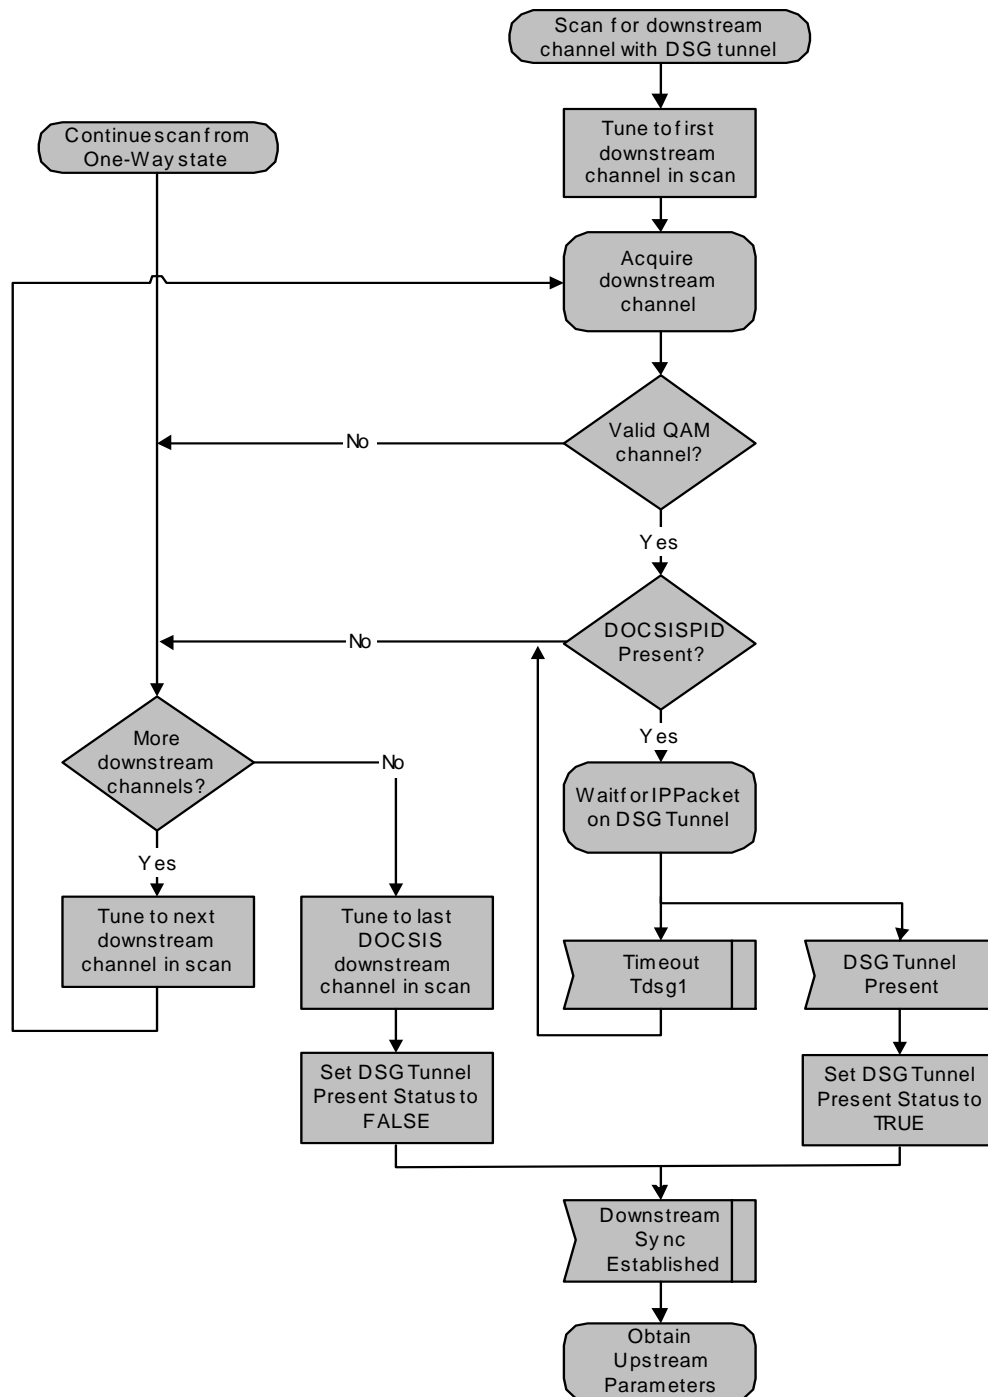 Scan for downstream
channel with DSG tunnel
Continue scan from
One-Way state
Tune to first
downstream
channel in scan
Acquire
downstream
channel
Valid QAM
channel?
No
Yes
DOCSISPID
Present?
No
Yes
More
downstream
channels?
No
Yes
Wait for IP Packet
on DSG Tunnel
Tune to next
downstream
channel in scan
Tune to last
DOCSIS
downstream
channel in scan
Timeout
Tdsg1
DSG Tunnel
Present
Set DSG Tunnel
Present Status to
FALSE
Set DSG Tunnel
Present Status to
TRUE
Downstream
Sync
Established
Obtain
Upstream
Parameters